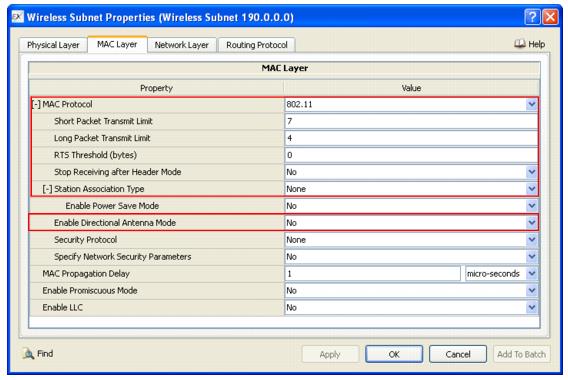 Wireless Subnet Properties (Wireless Subnet 190.0.0.0)
Physical Layer MAC Layer Network Layer Routing Protocol Help
MAC Layer
Property Value
[-] MAC Protocol 802.11
Short Packet Transmit Limit 7
Long Packet Transmit Limit 4
RTS Threshold (bytes) 0
Stop Receiving after Header Mode No
[-] Station Association Type None
Enable Power Save Mode No
Enable Directional Antenna Mode No
Security Protocol None
Specify Network Security Parameters No
MAC Propagation Delay 1 micro-seconds
Enable Promiscuous Mode No
Enable LLC No
Find Apply OK Cancel Add To Batch